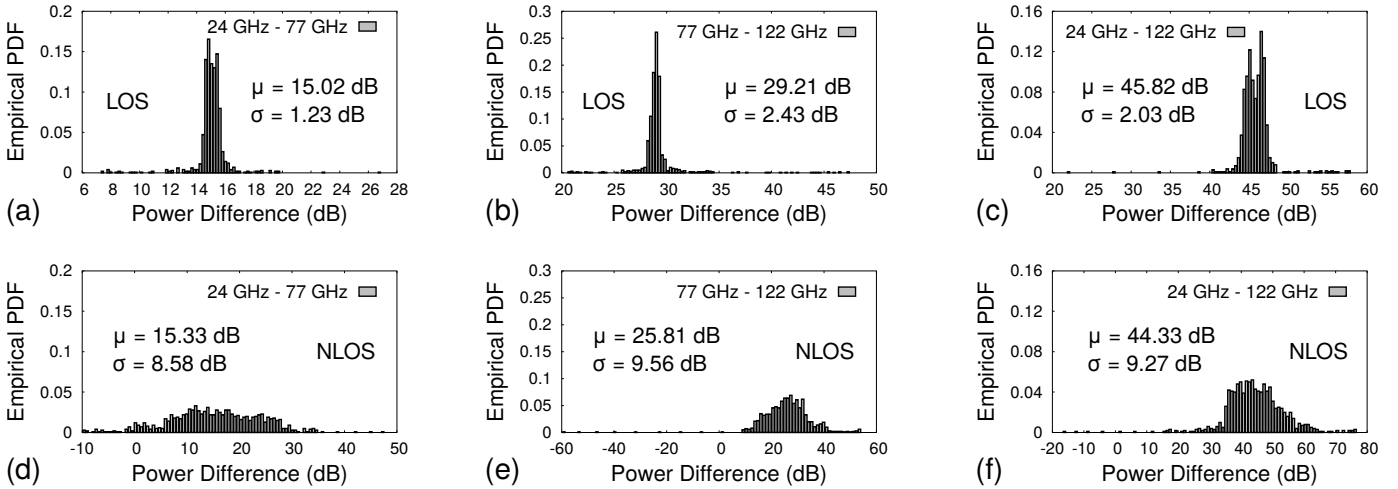 0.2
0.15
0.1
0.05
0
Empirical PDF
24 GHz - 77 GHz
LOS
μ = 15.02 dB
σ = 1.23 dB
6 8 10 12 14 16 18 20 22 24 26 28
(a) Power Difference (dB)
0.3
0.25
0.2
0.15
0.1
0.05
0
Empirical PDF
77 GHz - 122 GHz
LOS
μ = 29.21 dB
σ = 2.43 dB
20 25 30 35 40 45 50
(b) Power Difference (dB)
0.16
0.12
0.08
0.04
0
Empirical PDF
24 GHz - 122 GHz
μ = 45.82 dB
σ = 2.03 dB
LOS
20 25 30 35 40 45 50 55 60
(c) Power Difference (dB)
0.2
0.15
0.1
0.05
0
Empirical PDF
24 GHz - 77 GHz
μ = 15.33 dB
σ = 8.58 dB
NLOS
-10 0 10 20 30 40 50
(d) Power Difference (dB)
0.3
0.25
0.2
0.15
0.1
0.05
0
Empirical PDF
77 GHz - 122 GHz
μ = 25.81 dB
σ = 9.56 dB
NLOS
-60 -40 -20 0 20 40 60
(e) Power Difference (dB)
0.16
0.12
0.08
0.04
0
Empirical PDF
24 GHz - 122 GHz
μ = 44.33 dB
σ = 9.27 dB
NLOS
-20 -10 0 10 20 30 40 50 60 70 80
(f) Power Difference (dB)